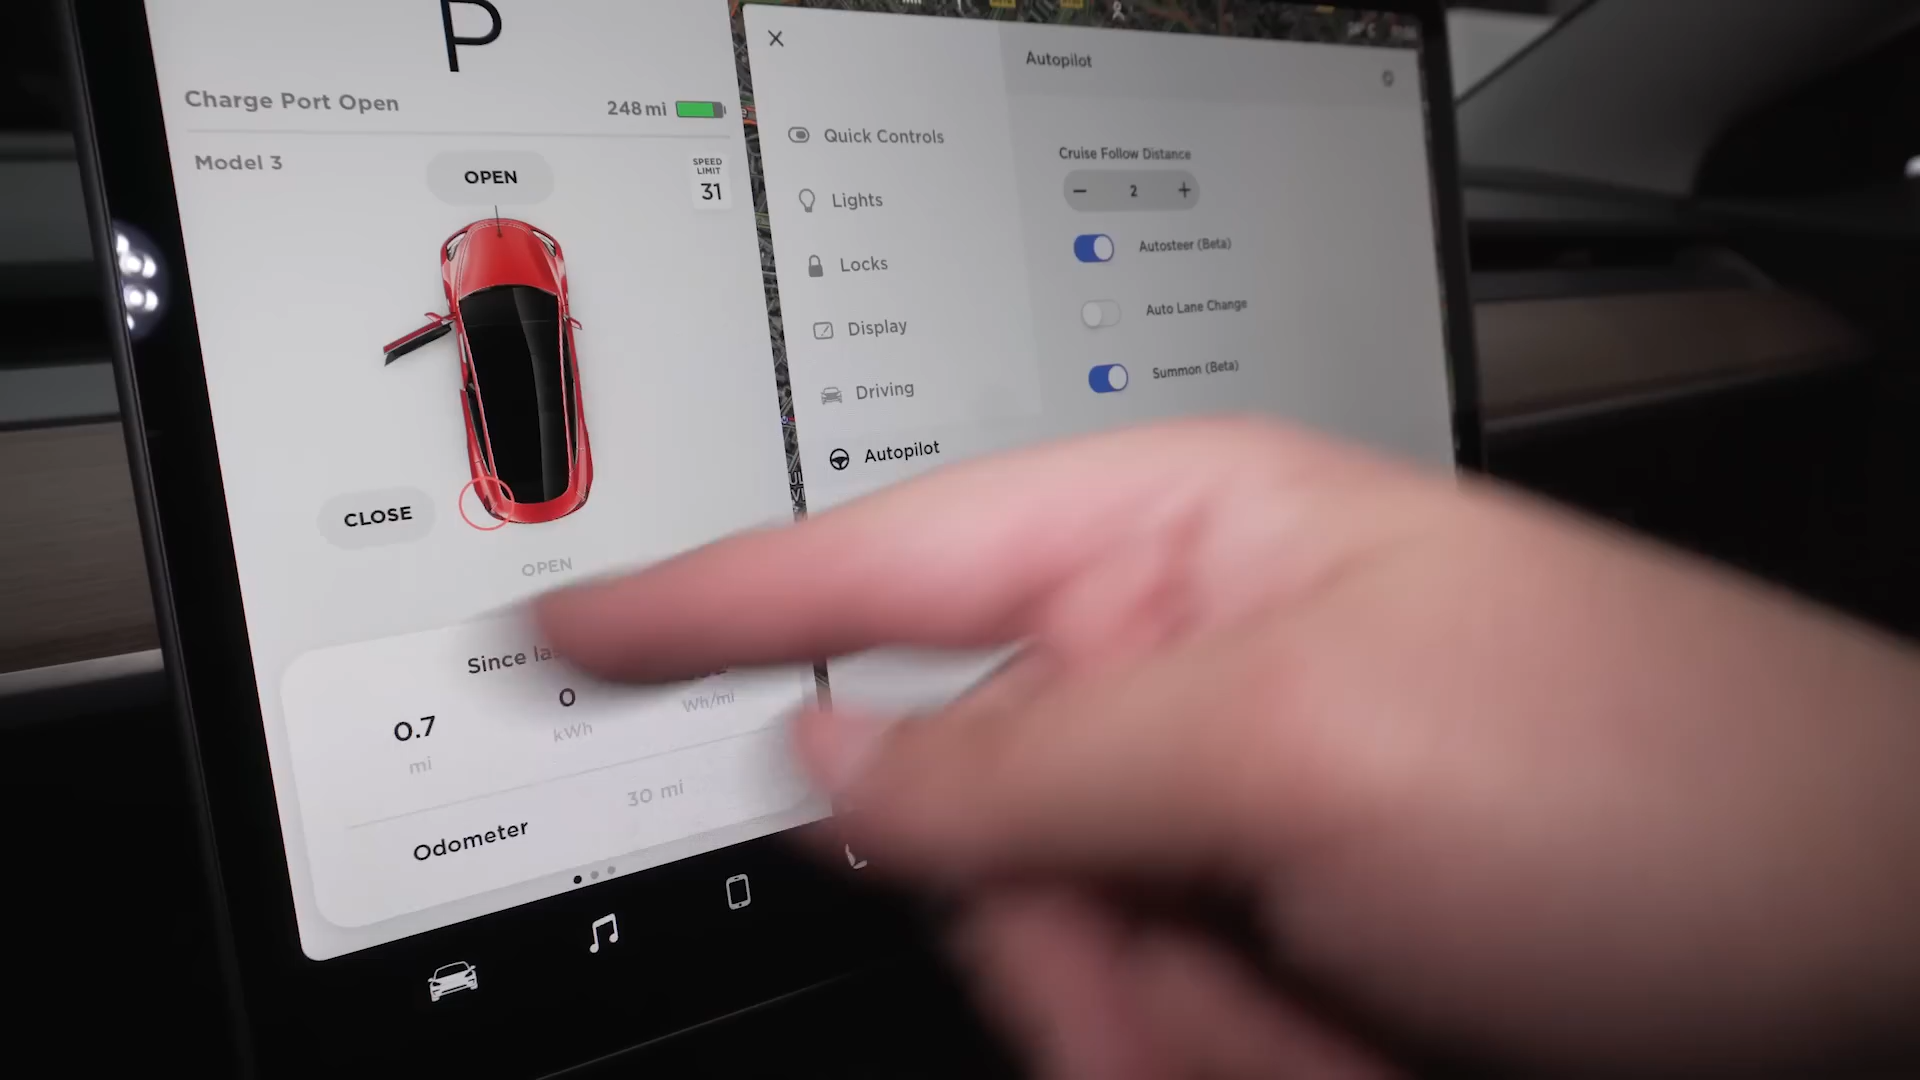 P
Charge Port Open
248 mi
Model 3
OPEN
SPEED
LIMIT
31
CLOSE
OPEN
Since
0.7
mi
0
kWh
Wh/mi
30 mi
Odometer
Autopilot
Quick Controls
Lights
Locks
Display
Driving
Autopilot
Cruise Follow Distance
− 2 +
Autosteer (Beta)
Auto Lane Change
Summon (Beta)